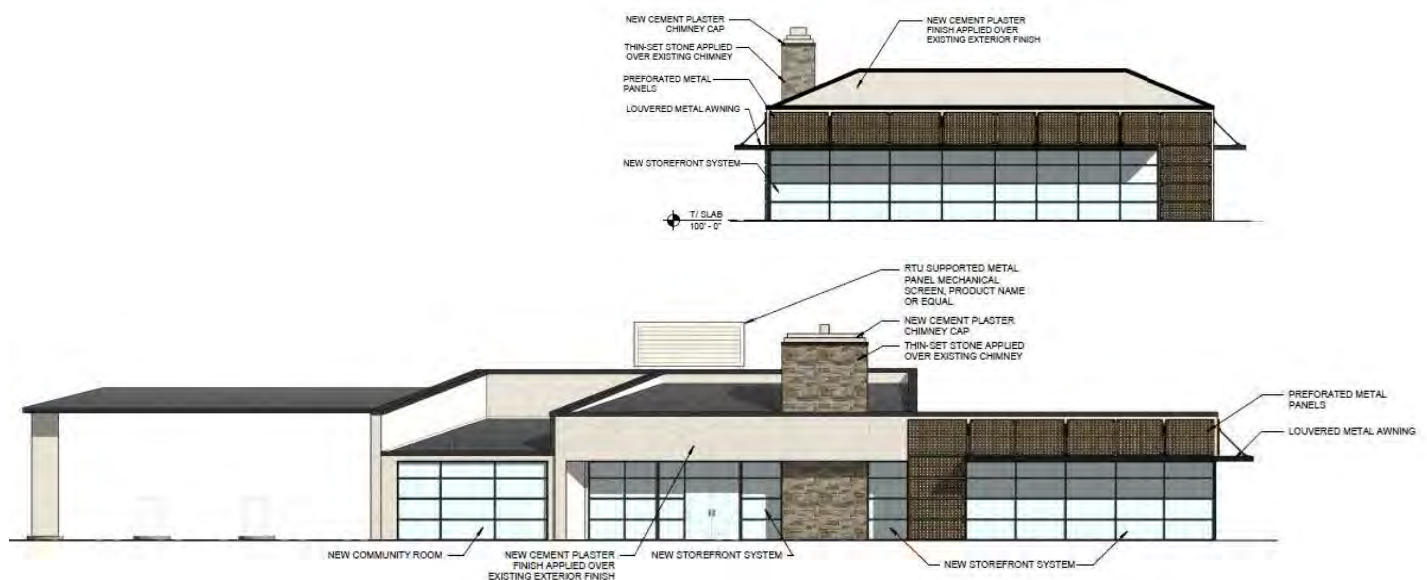 NEW CEMENT PLASTER
CHIMNEY CAP
THIN-SET STONE APPLIED
OVER EXISTING CHIMNEY
PREFORATED METAL
PANELS
LOUVERED METAL AWNING
NEW STOREFRONT SYSTEM
T/ SLAB
100' - 0"
NEW CEMENT PLASTER
FINISH APPLIED OVER
EXISTING EXTERIOR FINISH
RTU SUPPORTED METAL
PANEL MECHANICAL
SCREEN, PRODUCT NAME
OR EQUAL
NEW CEMENT PLASTER
CHIMNEY CAP
THIN-SET STONE APPLIED
OVER EXISTING CHIMNEY
PREFORATED METAL
PANELS
LOUVERED METAL AWNING
NEW COMMUNITY ROOM
NEW CEMENT PLASTER
FINISH APPLIED OVER
EXISTING EXTERIOR FINISH
NEW STOREFRONT SYSTEM
NEW STOREFRONT SYSTEM